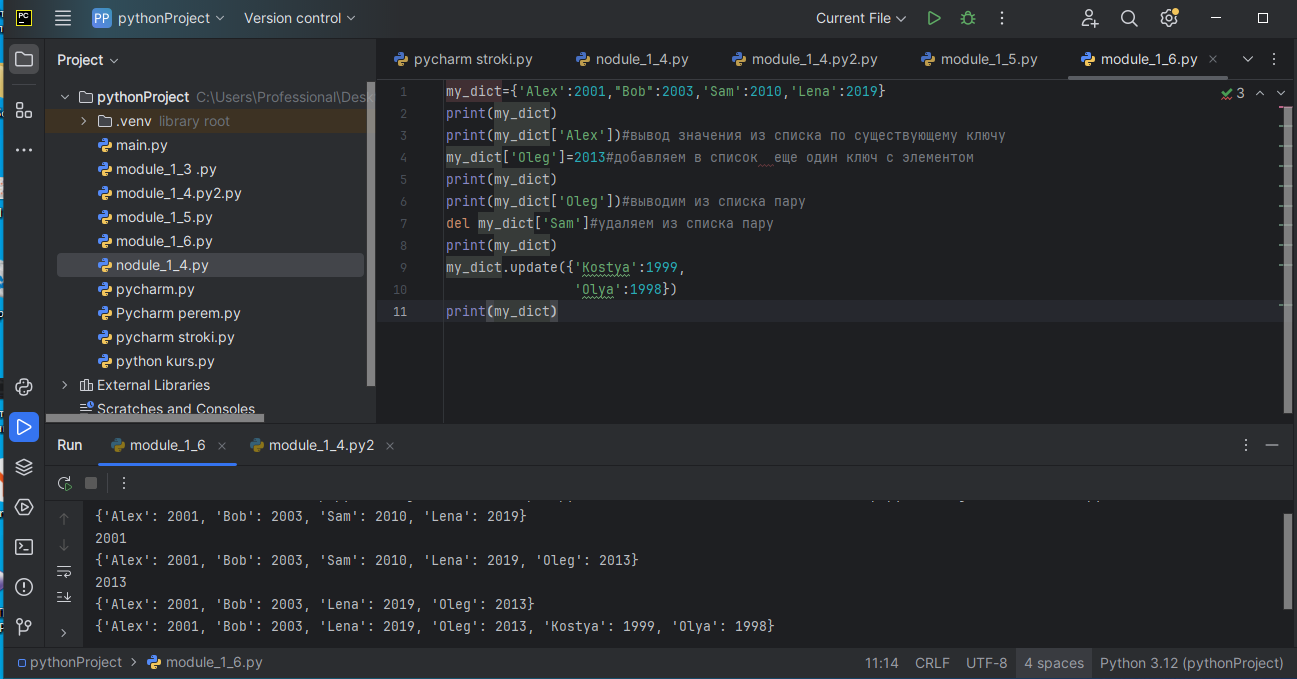 PC
PP pythonProject Version control Current File
Project
pycharm stroki.py nodule_1_4.py module_1_4.py2.py module_1_5.py module_1_6.py
pythonProject C:\Users\Professional\Desk
.venv library root
main.py
module_1_3 .py
module_1_4.py2.py
module_1_5.py
module_1_6.py
nodule_1_4.py
pycharm.py
Pycharm perem.py
pycharm stroki.py
python kurs.py
External Libraries
Scratches and Consoles
3
1 my_dict={'Alex':2001,"Bob":2003,'Sam':2010,'Lena':2019}
2 print(my_dict)
3 print(my_dict['Alex'])#вывод значения из списка по существующему ключу
4 my_dict['Oleg']=2013#добавляем в список  еще один ключ с элементом
5 print(my_dict)
6 print(my_dict['Oleg'])#выводим из списка пару
7 del my_dict['Sam']#удаляем из списка пару
8 print(my_dict)
9 my_dict.update({'Kostya':1999,
10 'Olya':1998})
11 print(my_dict)
Run module_1_6 module_1_4.py2
{'Alex': 2001, 'Bob': 2003, 'Sam': 2010, 'Lena': 2019}
2001
{'Alex': 2001, 'Bob': 2003, 'Sam': 2010, 'Lena': 2019, 'Oleg': 2013}
2013
{'Alex': 2001, 'Bob': 2003, 'Lena': 2019, 'Oleg': 2013}
{'Alex': 2001, 'Bob': 2003, 'Lena': 2019, 'Oleg': 2013, 'Kostya': 1999, 'Olya': 1998}
pythonProject module_1_6.py 11:14 CRLF UTF-8 4 spaces Python 3.12 (pythonProject)